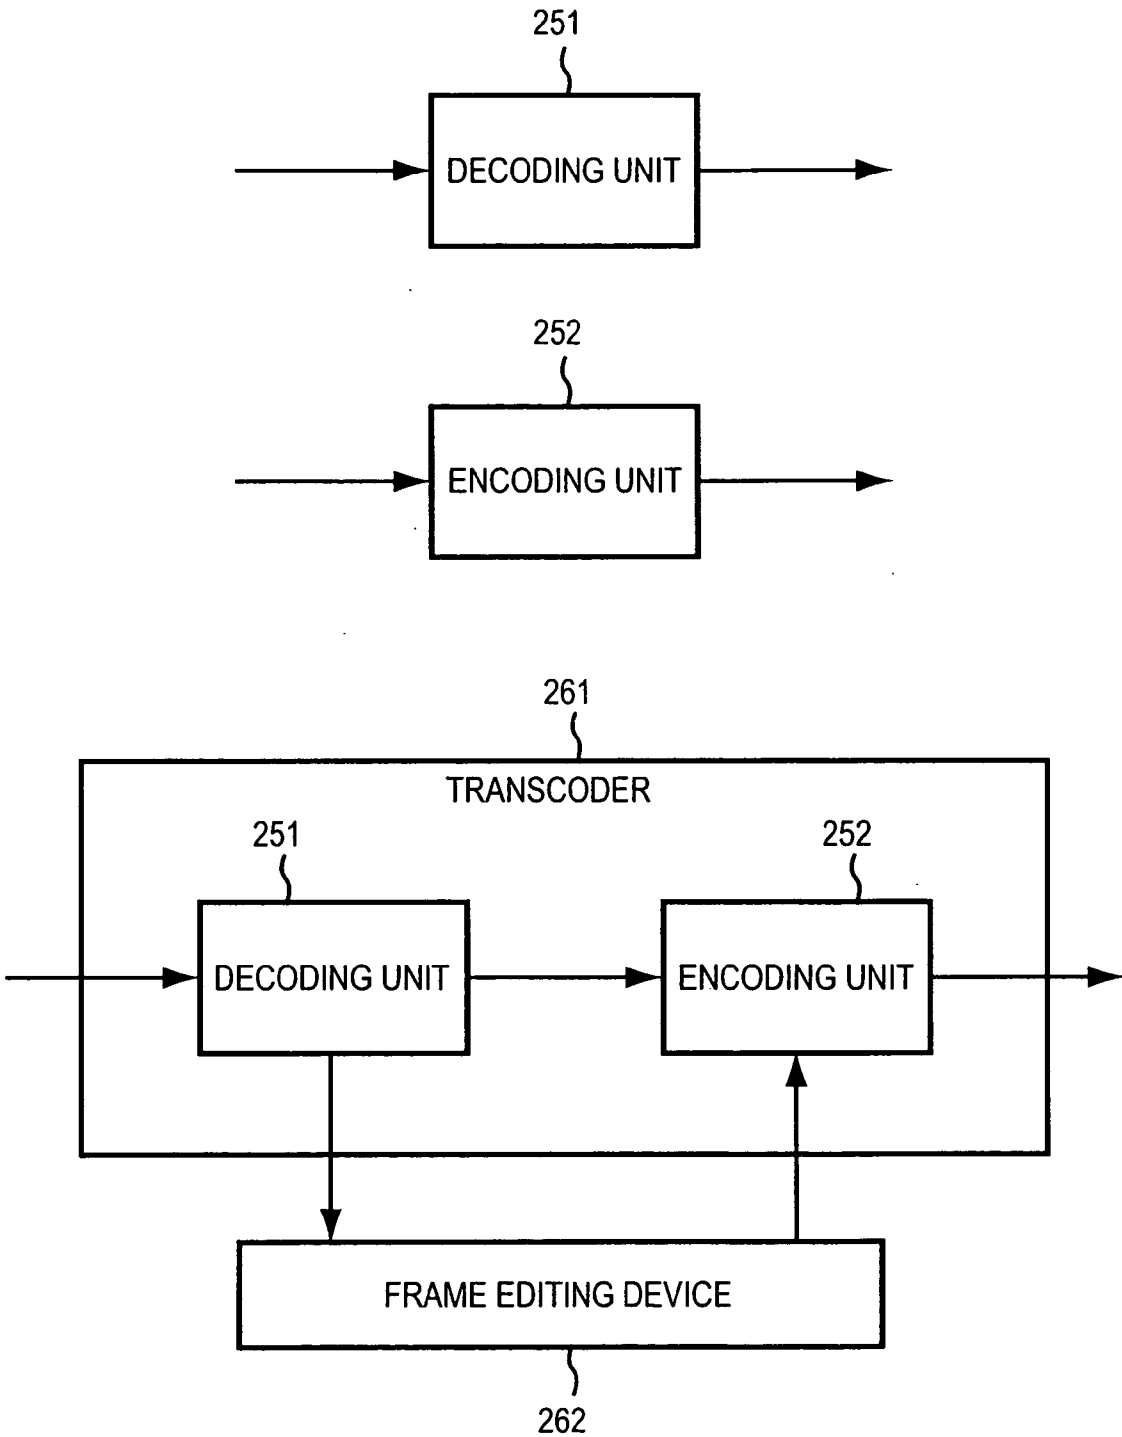 251
DECODING UNIT
252
ENCODING UNIT
261
TRANSCODER
251
252
DECODING UNIT
ENCODING UNIT
FRAME EDITING DEVICE
262